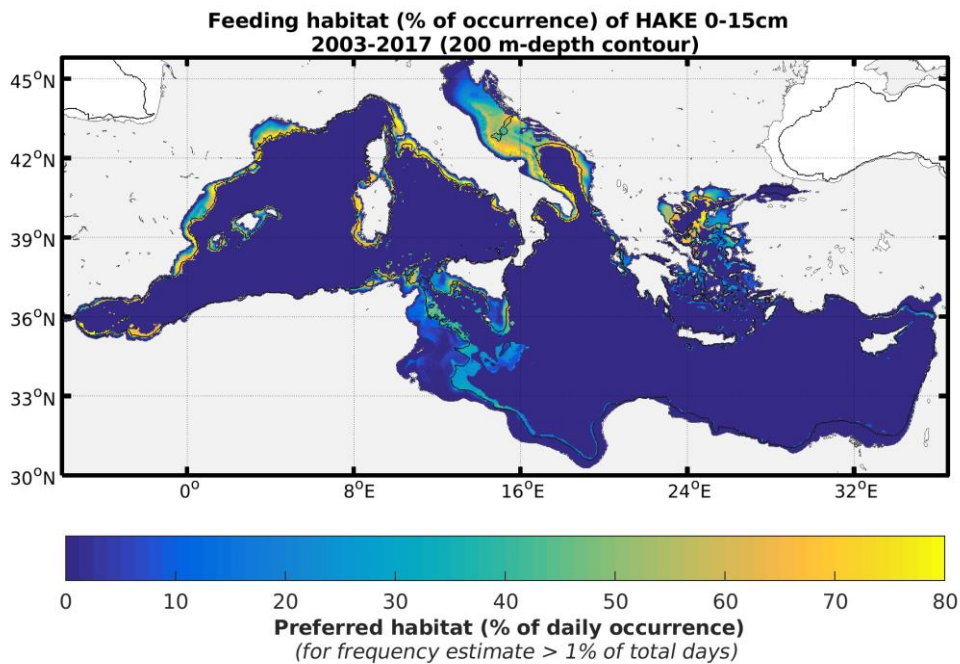 Feeding habitat (% of occurrence) of HAKE 0-15cm
2003-2017 (200 m-depth contour)
45°N
42°N
39°N
36°N
33°N
30°N
0°E 8°E 16°E 24°E 32°E
0 10 20 30 40 50 60 70 80
Preferred habitat (% of daily occurrence)
(for frequency estimate > 1% of total days)